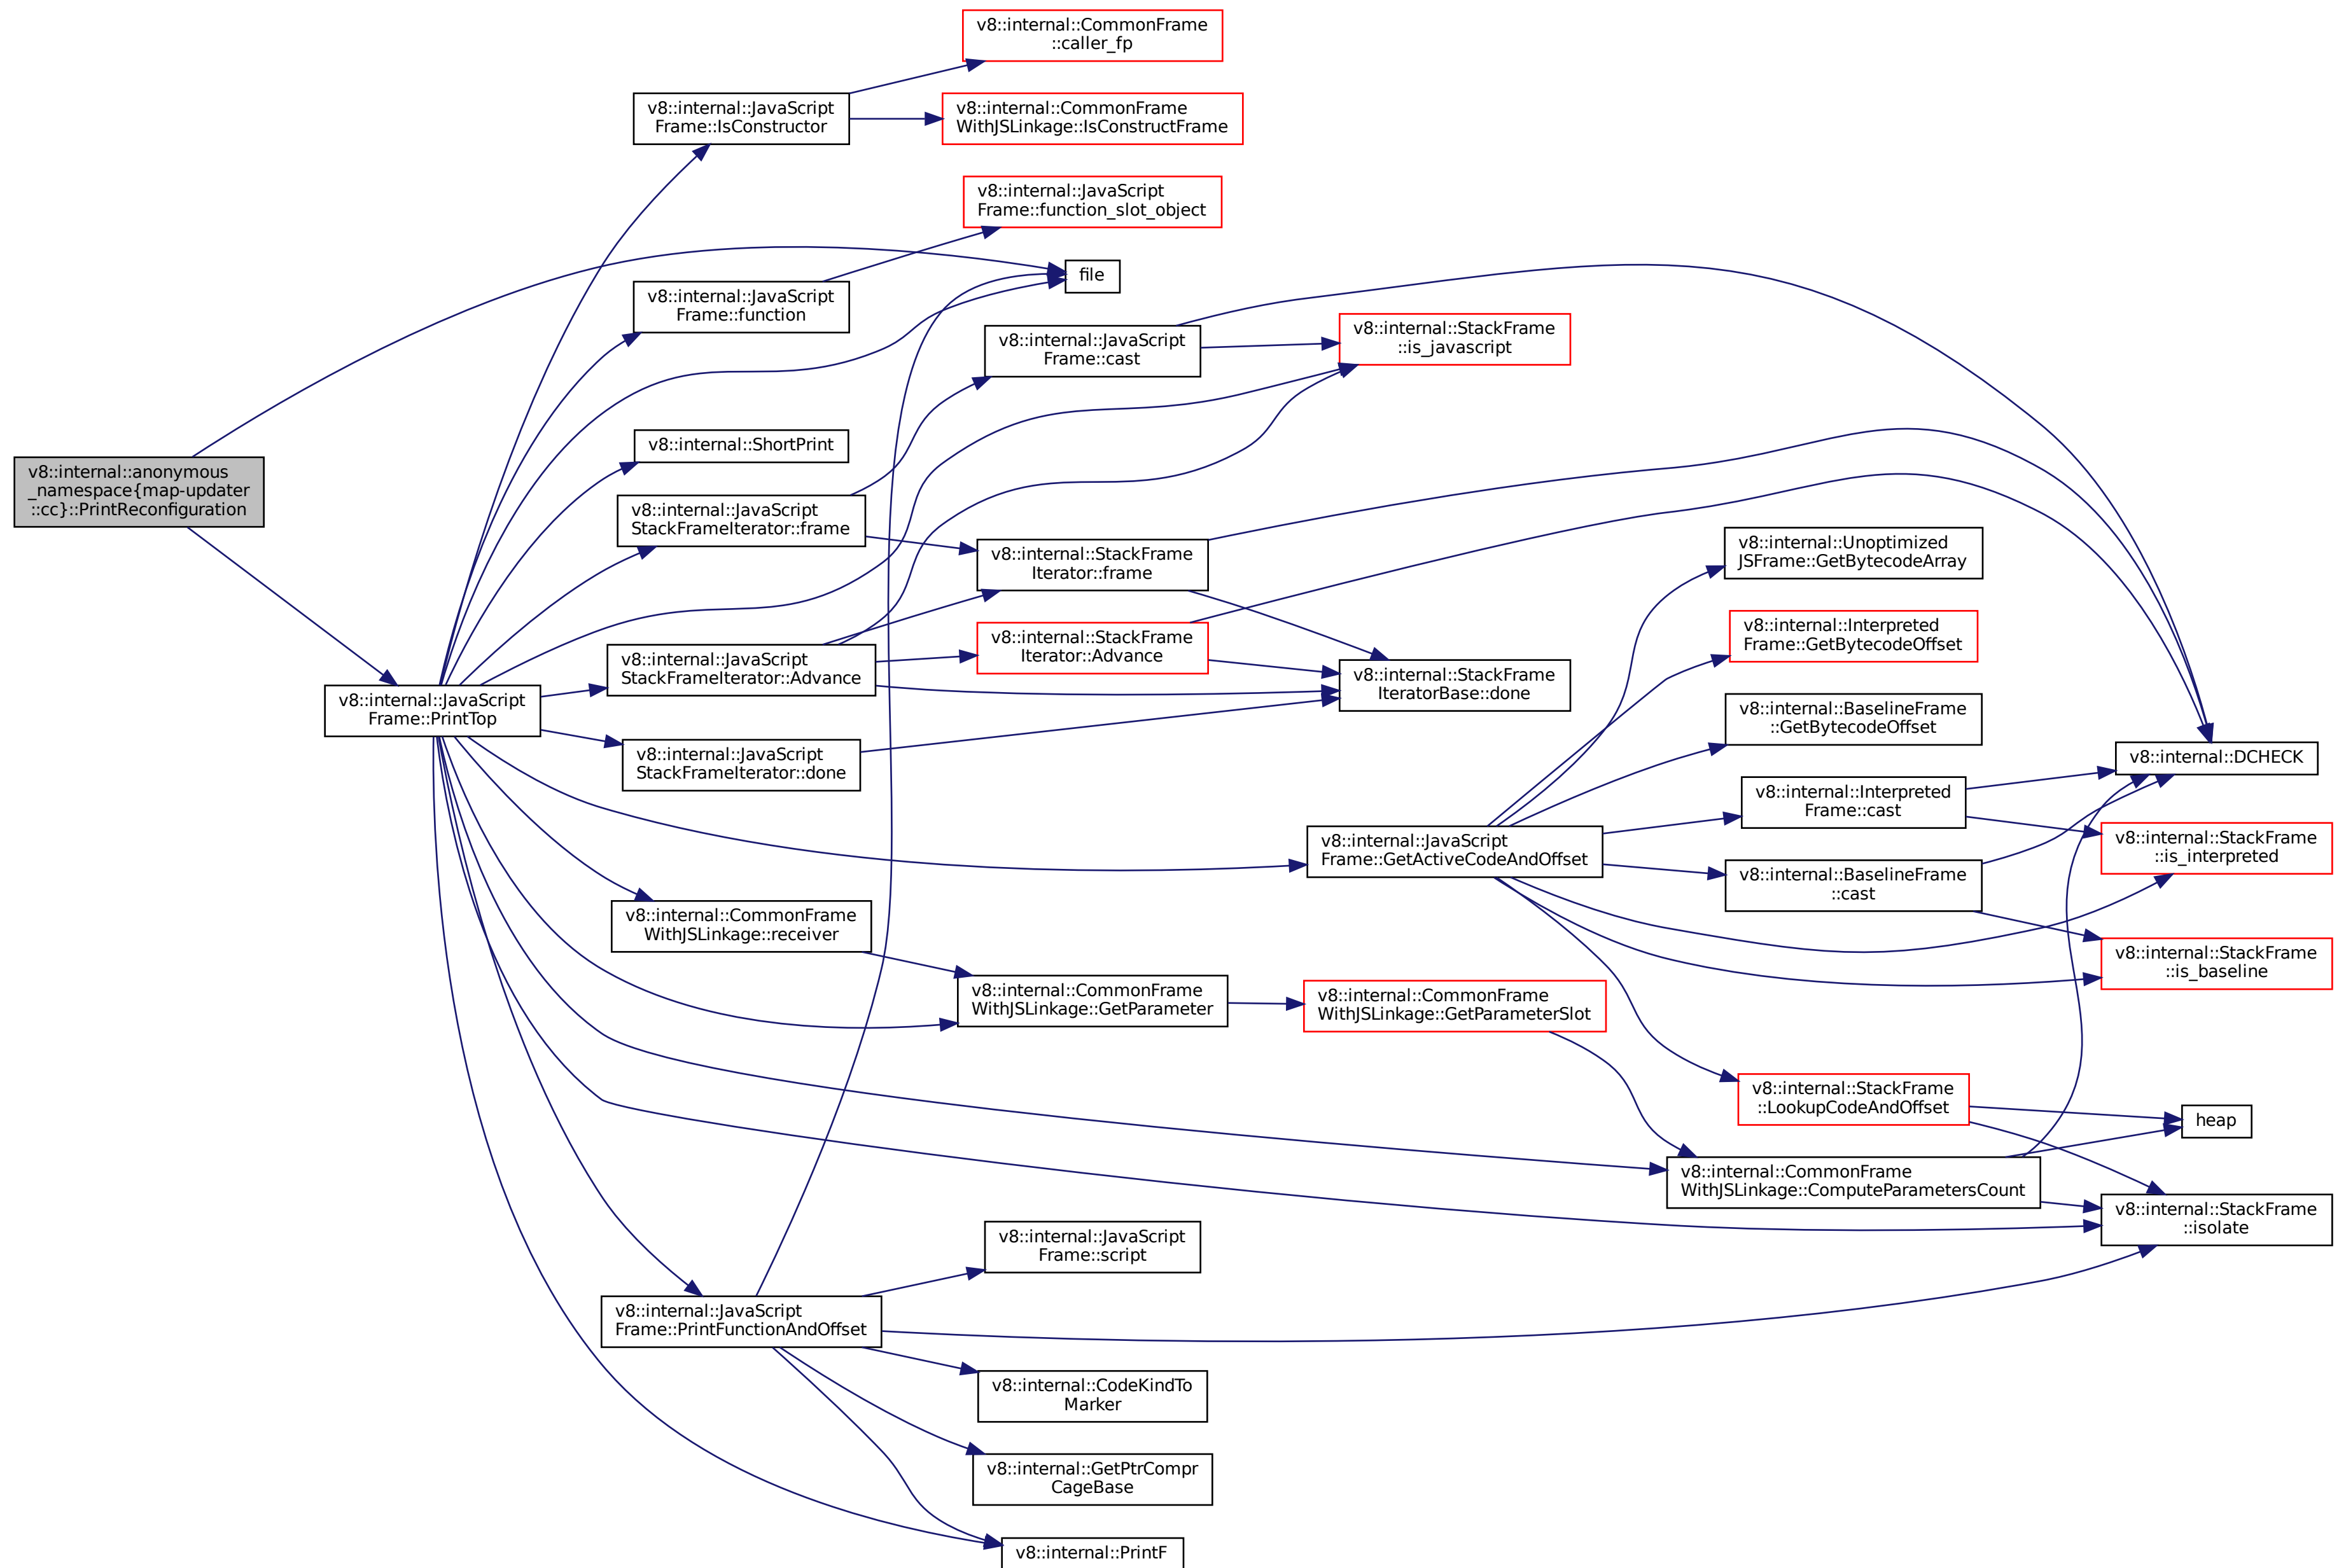 v8::internal::CommonFrame
::caller_fp
v8::internal::JavaScript
Frame::IsConstructor
v8::internal::CommonFrame
WithJSLinkage::IsConstructFrame
v8::internal::JavaScript
Frame::function_slot_object
file
v8::internal::JavaScript
Frame::function
v8::internal::JavaScript
Frame::cast
v8::internal::StackFrame
::is_javascript
v8::internal::ShortPrint
v8::internal::anonymous
_namespace{map-updater
::cc}::PrintReconfiguration
v8::internal::JavaScript
StackFrameIterator::frame
v8::internal::StackFrame
Iterator::frame
v8::internal::Unoptimized
JSFrame::GetBytecodeArray
v8::internal::Interpreted
Frame::GetBytecodeOffset
v8::internal::StackFrame
Iterator::Advance
v8::internal::JavaScript
StackFrameIterator::Advance
v8::internal::StackFrame
IteratorBase::done
v8::internal::JavaScript
Frame::PrintTop
v8::internal::BaselineFrame
::GetBytecodeOffset
v8::internal::JavaScript
StackFrameIterator::done
v8::internal::DCHECK
v8::internal::Interpreted
Frame::cast
v8::internal::JavaScript
Frame::GetActiveCodeAndOffset
v8::internal::StackFrame
::is_interpreted
v8::internal::BaselineFrame
::cast
v8::internal::CommonFrame
WithJSLinkage::receiver
v8::internal::StackFrame
::is_baseline
v8::internal::CommonFrame
WithJSLinkage::GetParameter
v8::internal::CommonFrame
WithJSLinkage::GetParameterSlot
v8::internal::StackFrame
::LookupCodeAndOffset
heap
v8::internal::CommonFrame
WithJSLinkage::ComputeParametersCount
v8::internal::StackFrame
::isolate
v8::internal::JavaScript
Frame::script
v8::internal::JavaScript
Frame::PrintFunctionAndOffset
v8::internal::CodeKindTo
Marker
v8::internal::GetPtrCompr
CageBase
v8::internal::PrintF